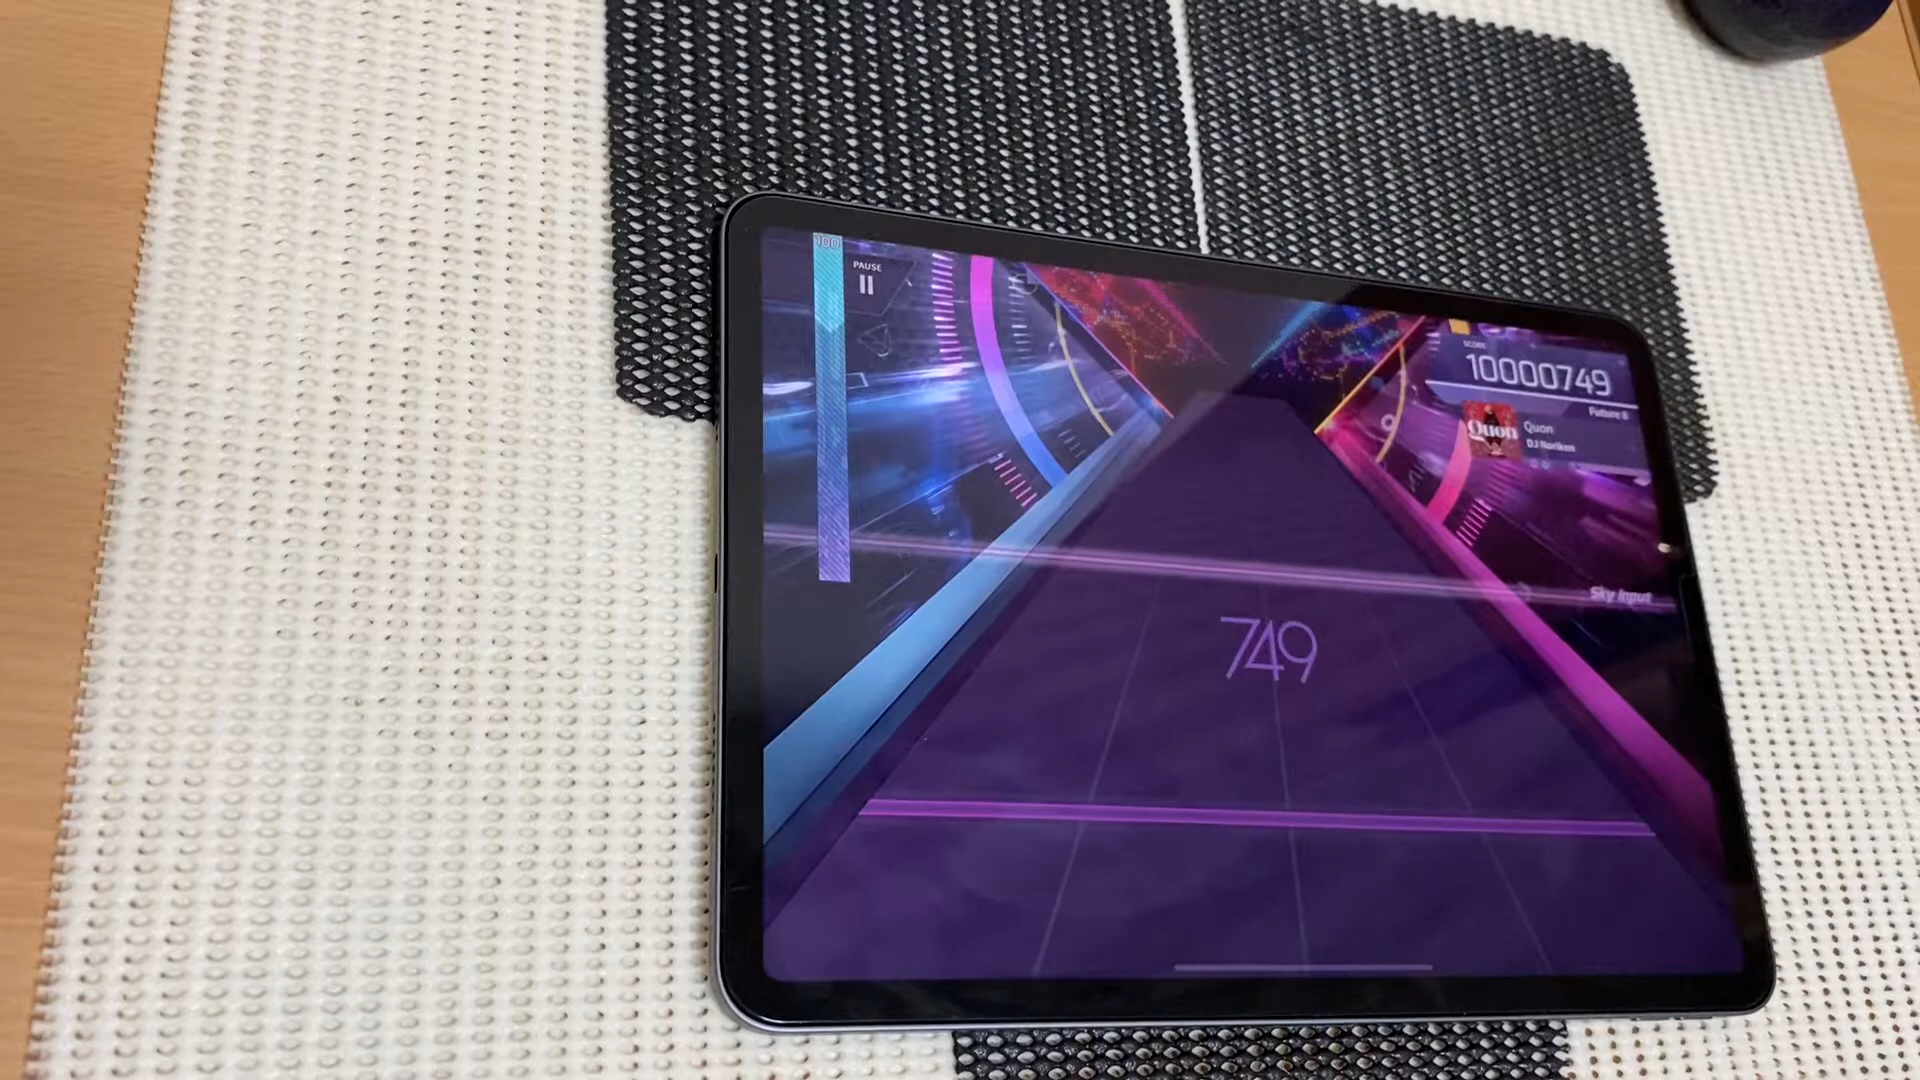 100
PAUSE
SCORE
10000749
Future 8
Quon
Quon
DJ Noriken
Sky Input
749